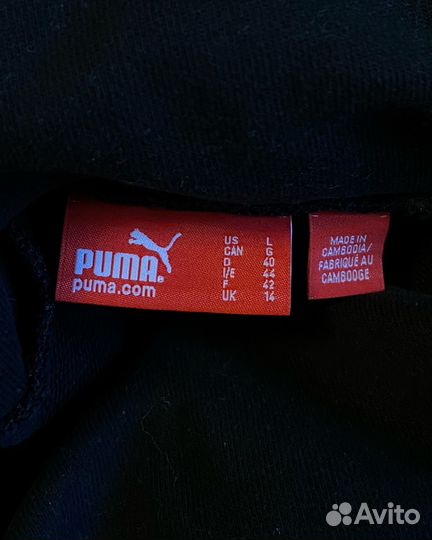 PUMA®
puma.com
US L
CAN G
D 40
I/E 44
F 42
UK 14
MADE IN
CAMBODIA/
FABRIQUÉ AU
CAMBODGE
Avito